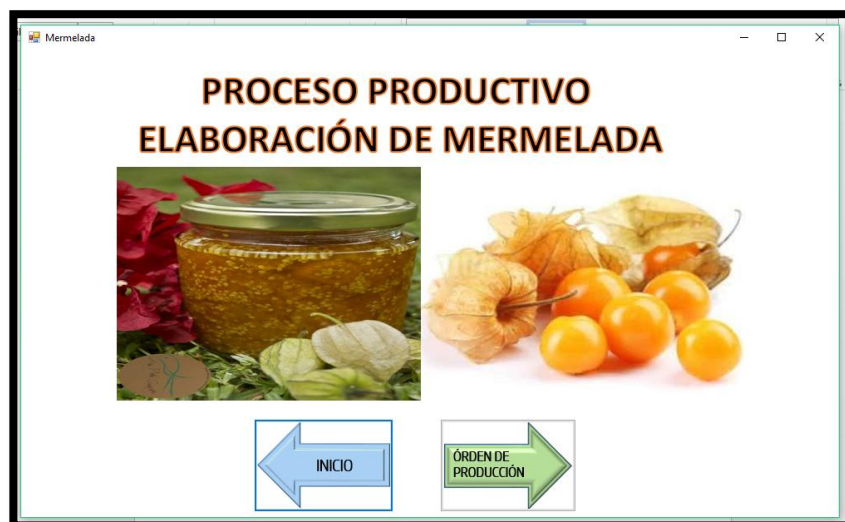 Mermelada
PROCESO PRODUCTIVO
ELABORACIÓN DE MERMELADA
INICIO
ÓRDEN DE
PRODUCCIÓN